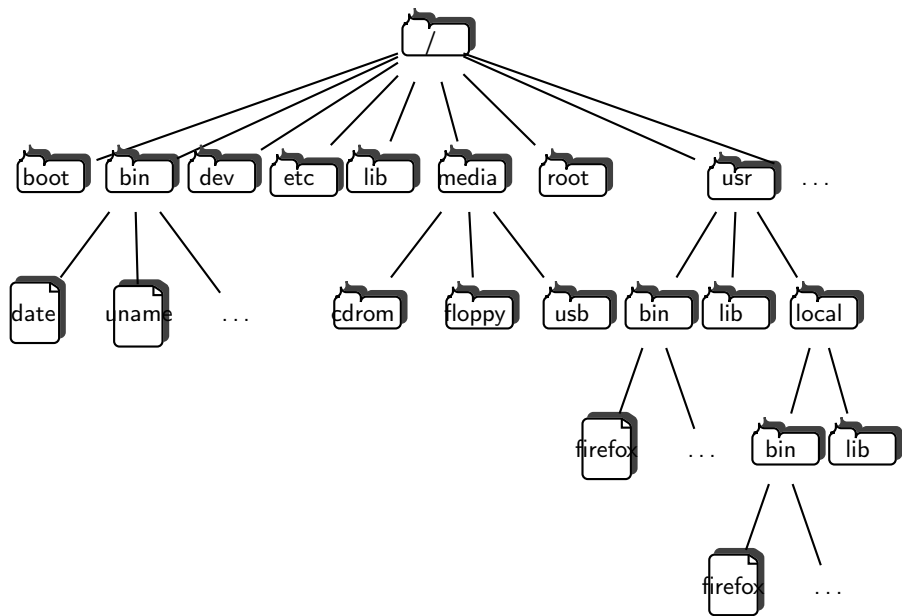 /
boot bin dev etc lib media root usr ...
date uname ... cdrom floppy usb bin lib local
firefox ... bin lib
firefox ...